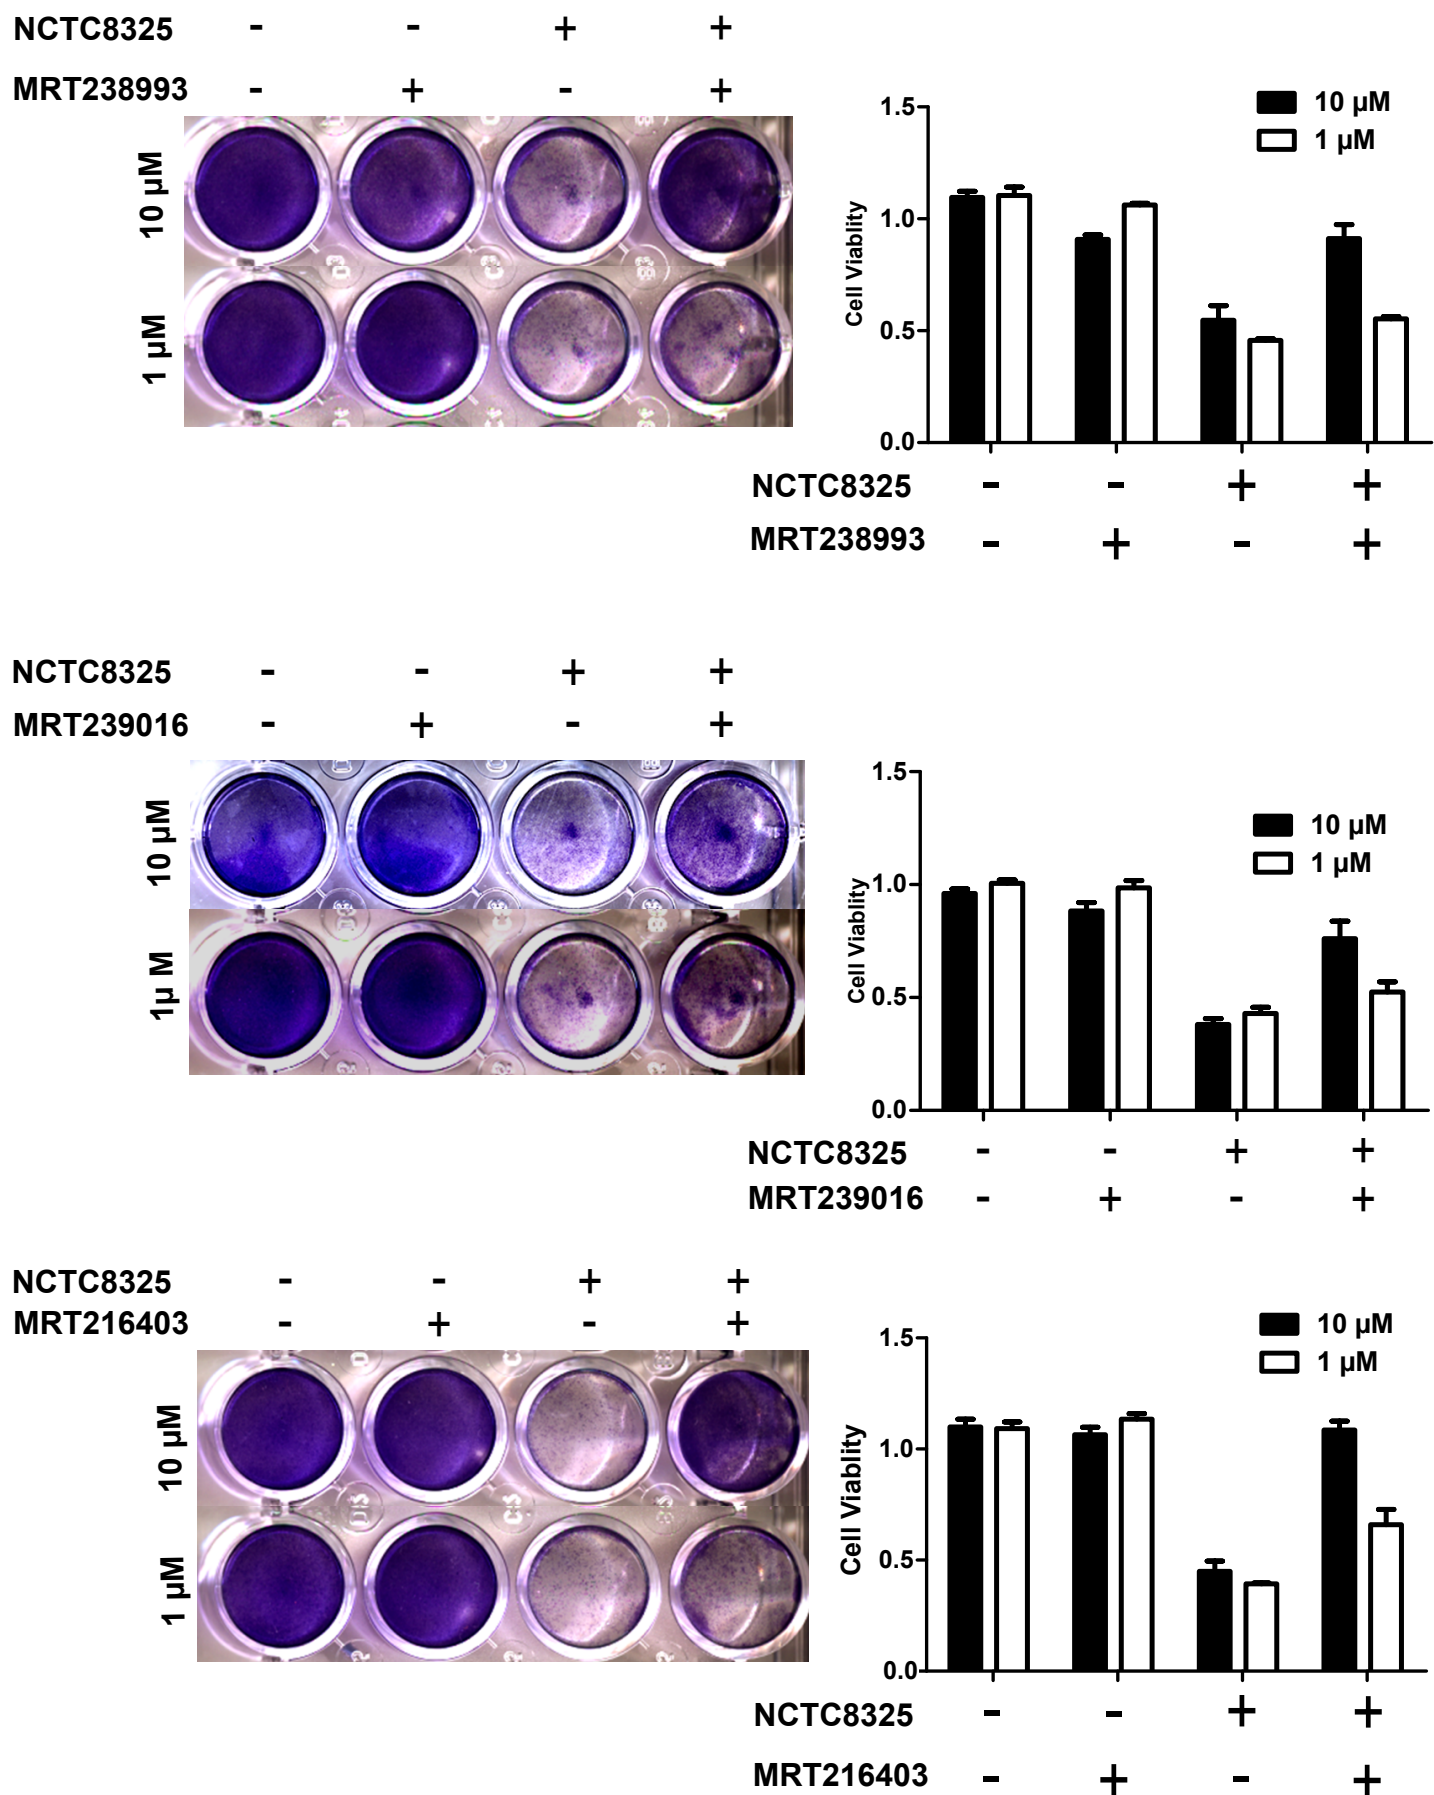 NCTC8325 - - + +
MRT238993 - + - +
10 µM
1 µM
1.5
1.0
0.5
0.0
Cell Viablity
10 µM
1 µM
NCTC8325 - - + +
MRT238993 - + - +
NCTC8325 - - + +
MRT239016 - + - +
10 µM
1µ M
1.5
1.0
0.5
0.0
Cell Viablity
10 µM
1 µM
NCTC8325 - - + +
MRT239016 - + - +
NCTC8325 - - + +
MRT216403 - + - +
10 µM
1 µM
1.5
1.0
0.5
0.0
Cell Viablity
10 µM
1 µM
NCTC8325 - - + +
MRT216403 - + - +